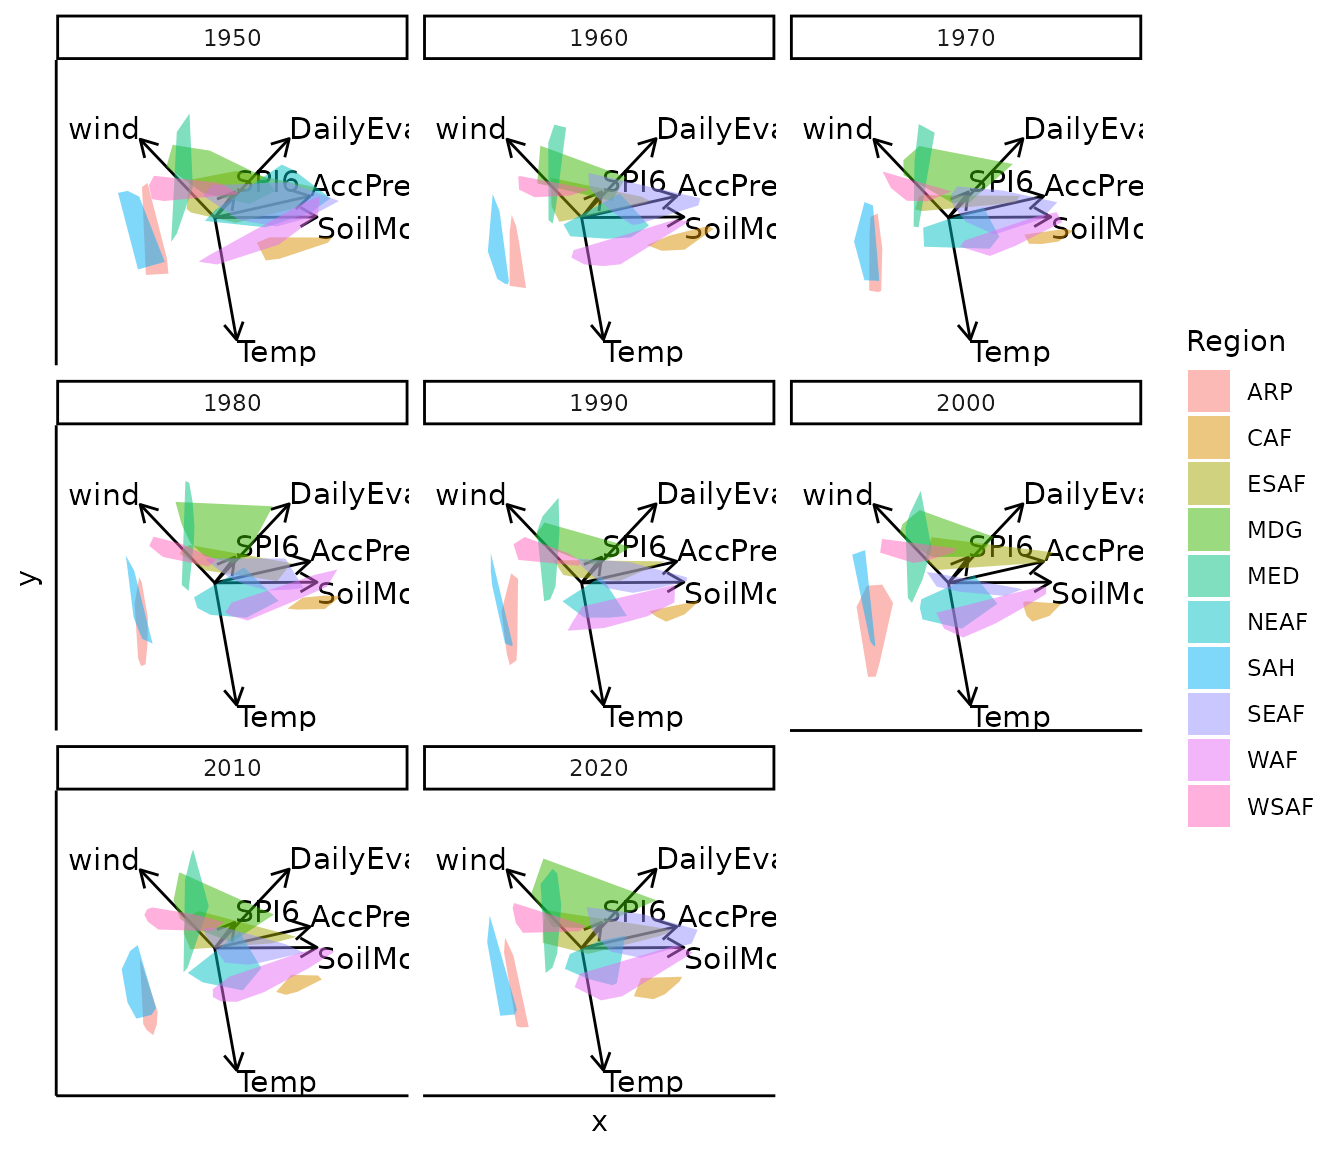 1950 1960 1970
wind DailyEva wind DailyEva wind DailyEva
SPI6 AccPre SPI6 AccPre SPI6 AccPre
SoilMo SoilMo SoilMo
Temp Temp Temp
1980 1990 2000
wind DailyEva wind DailyEva wind DailyEva
SPI6 AccPre SPI6 AccPre SPI6 AccPre
SoilMo SoilMo SoilMo
Temp Temp Temp
2010 2020
wind DailyEva wind DailyEva
SPI6 AccPre SPI6 AccPre
SoilMo SoilMo
Temp Temp
y
x
Region
ARP
CAF
ESAF
MDG
MED
NEAF
SAH
SEAF
WAF
WSAF